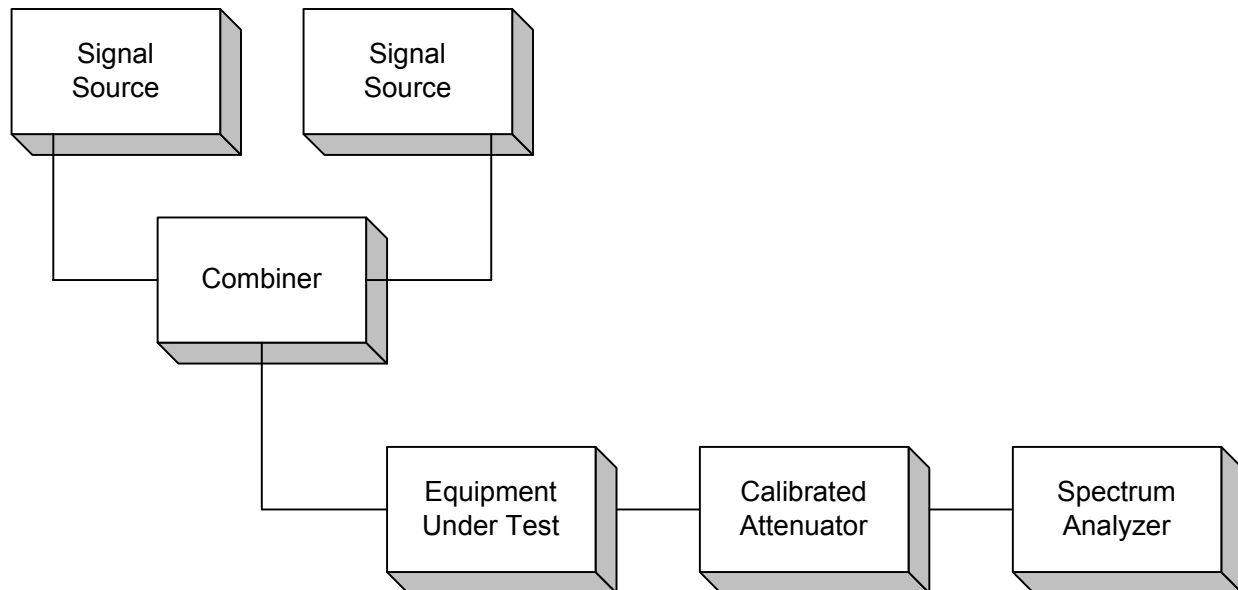 Signal
Source
Signal
Source
Combiner
Equipment
Under Test
Calibrated
Attenuator
Spectrum
Analyzer